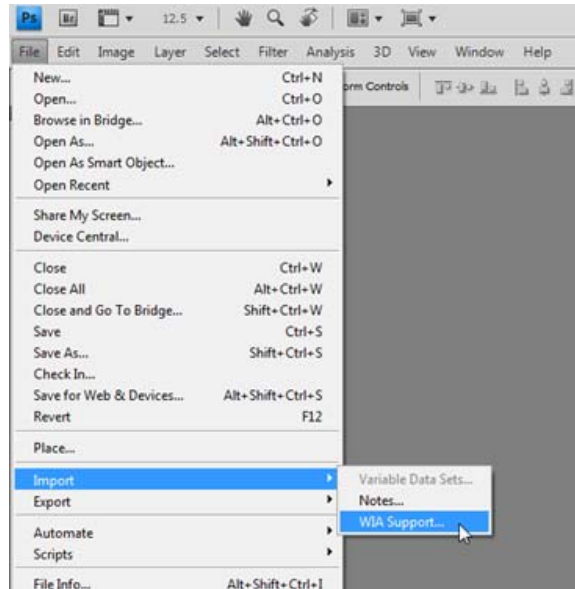 Ps Br 12.5
File Edit Image Layer Select Filter Analysis 3D View Window Help
New... Ctrl+N
orm Controls
Open... Ctrl+O
Browse in Bridge... Alt+Ctrl+O
Open As... Alt+Shift+Ctrl+O
Open As Smart Object...
Open Recent
Share My Screen...
Device Central...
Close Ctrl+W
Close All Alt+Ctrl+W
Close and Go To Bridge... Shift+Ctrl+W
Save Ctrl+S
Save As... Shift+Ctrl+S
Check In...
Save for Web & Devices... Alt+Shift+Ctrl+S
Revert F12
Place...
Import
Export
Automate
Scripts
File Info... Alt+Shift+Ctrl+I
Variable Data Sets...
Notes...
WIA Support...